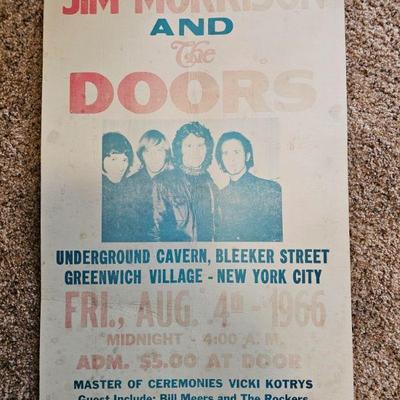 JIM MORRISON
AND
The
DOORS
UNDERGROUND CAVERN, BLEEKER STREET
GREENWICH VILLAGE - NEW YORK CITY
FRI., AUG. 4th - 1966
MIDNIGHT - 4:00 A. M.
ADM. $3.00 AT DOOR
MASTER OF CEREMONIES VICKI KOTRYS
Guest Include: Bill Meers and The Rockers